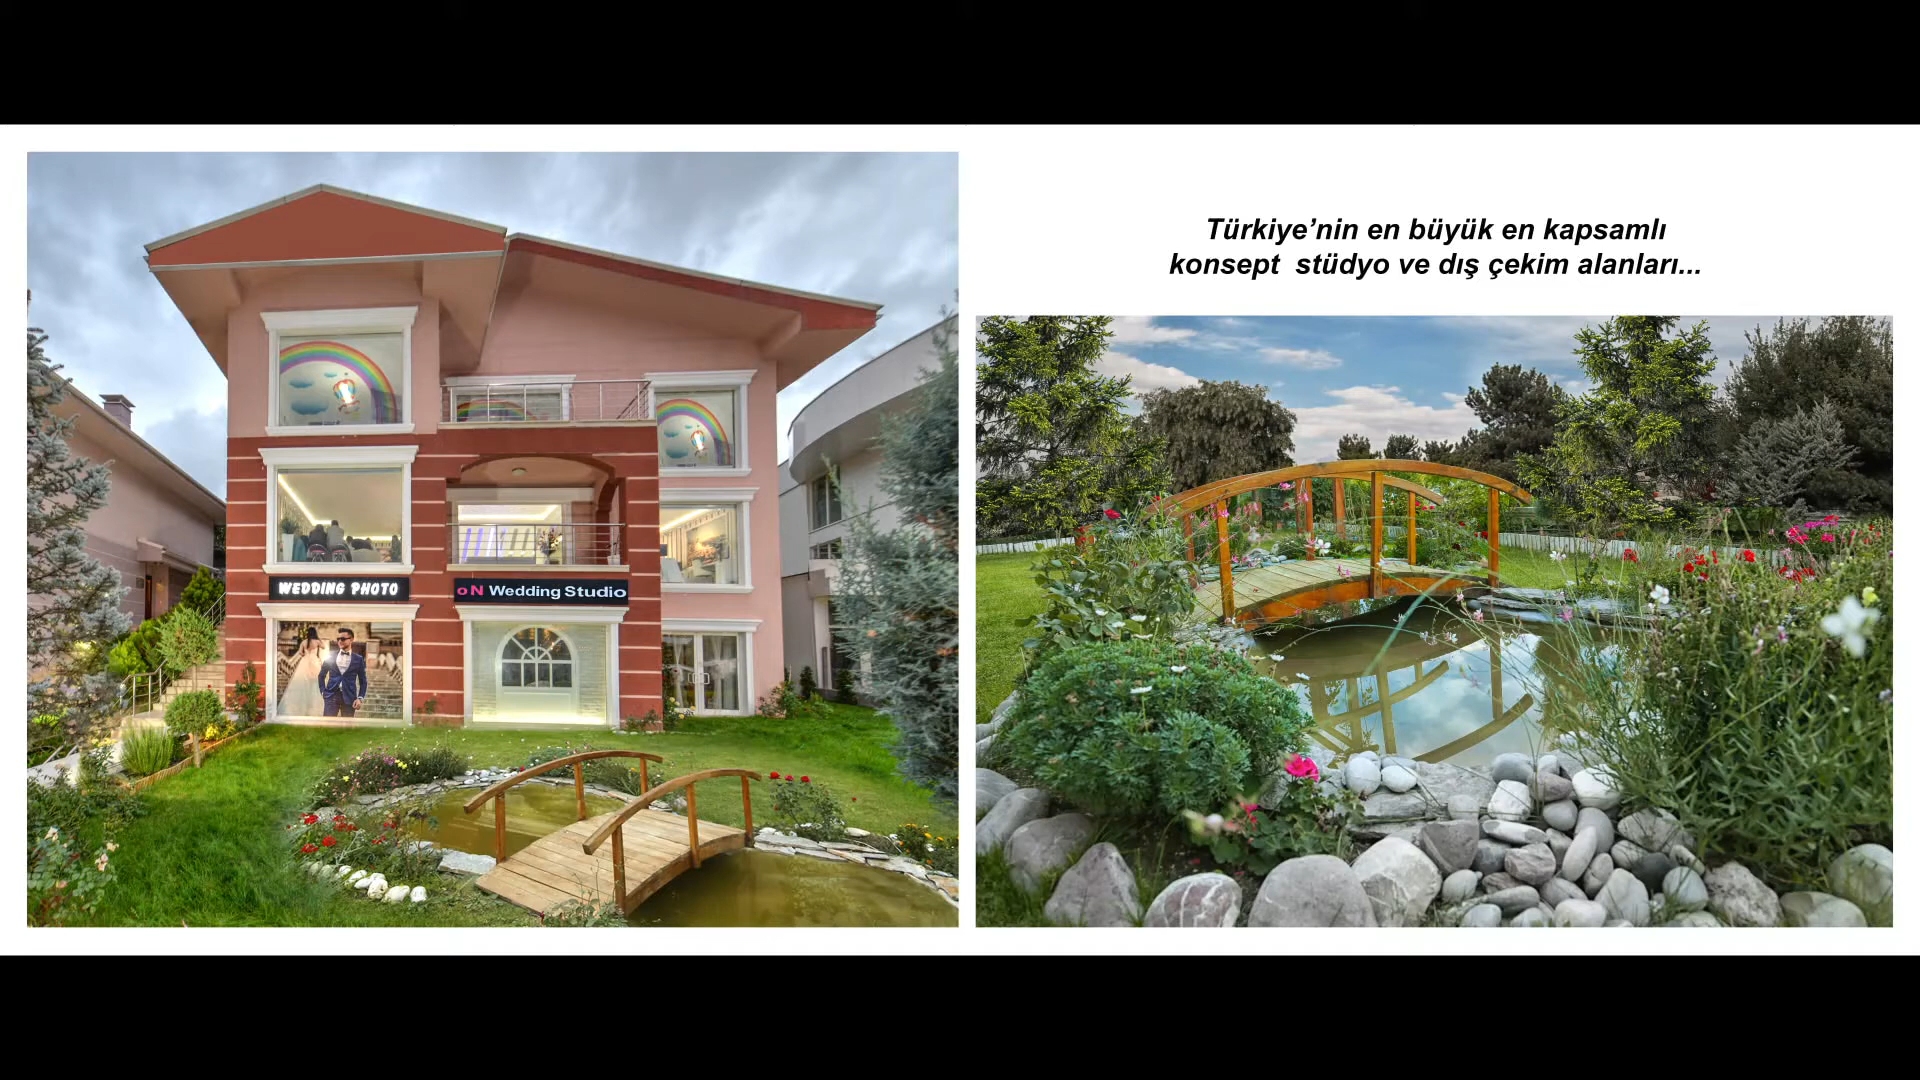 WEDDING PHOTO
oN Wedding Studio
Türkiye’nin en büyük en kapsamlı
konsept stüdyo ve dış çekim alanları...